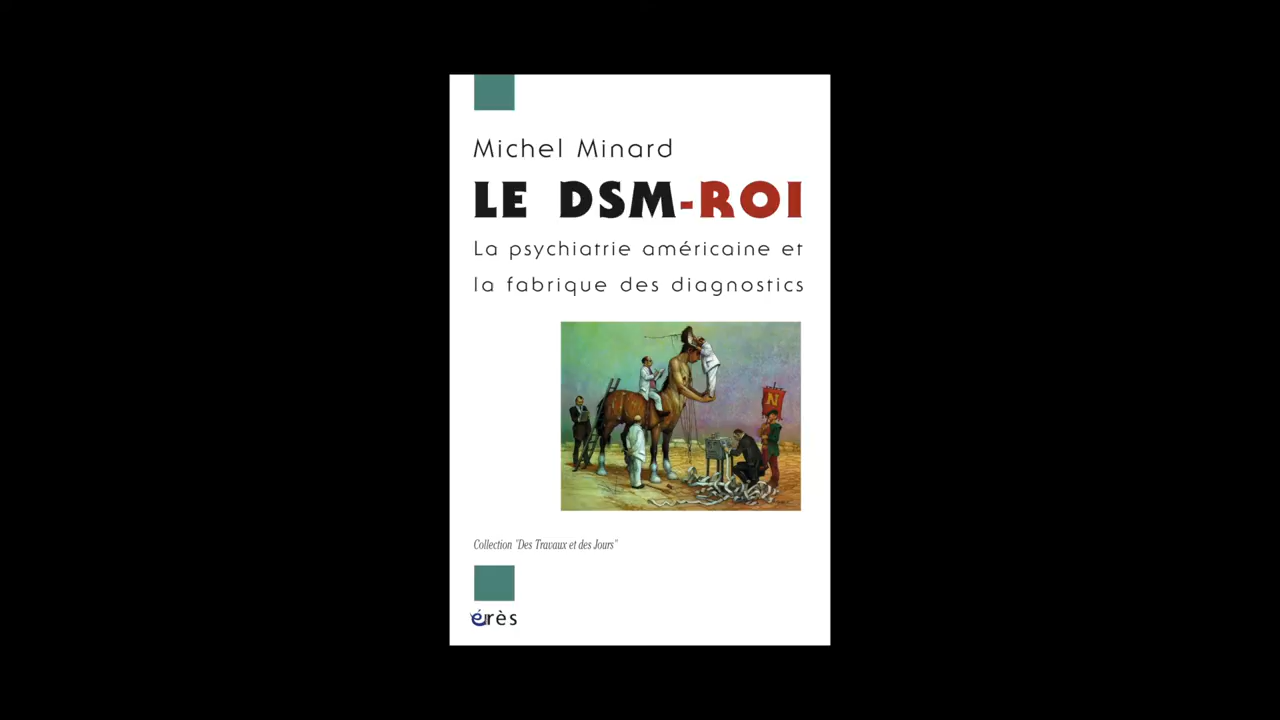 Michel Minard
LE DSM-ROI
La psychiatrie américaine et
la fabrique des diagnostics
N
Collection "Des Travaux et des Jours"
érès